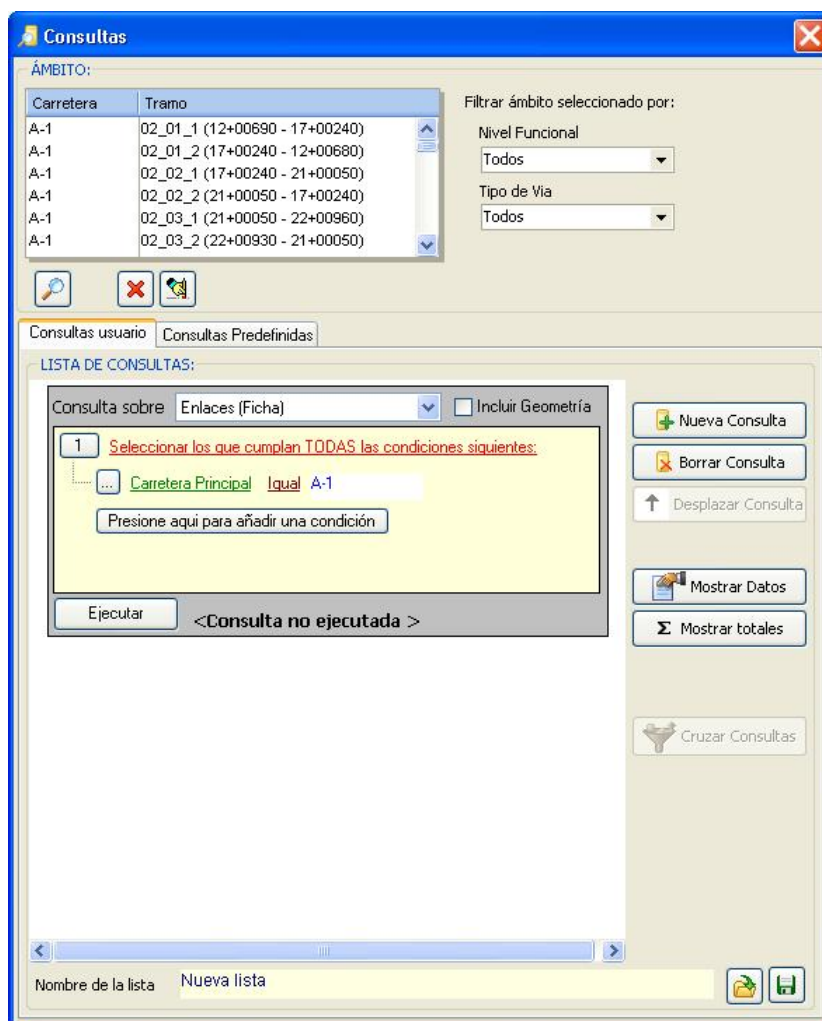 Consultas
ÁMBITO:
Carretera Tramo
A-1 02_01_1 (12+00690 - 17+00240)
A-1 02_01_2 (17+00240 - 12+00680)
A-1 02_02_1 (17+00240 - 21+00050)
A-1 02_02_2 (21+00050 - 17+00240)
A-1 02_03_1 (21+00050 - 22+00960)
A-1 02_03_2 (22+00930 - 21+00050)
Filtrar ámbito seleccionado por:
Nivel Funcional
Todos
Tipo de Via
Todos
Consultas usuario Consultas Predefinidas
LISTA DE CONSULTAS:
Consulta sobre Enlaces (Ficha) Incluir Geometría
1 Seleccionar los que cumplan TODAS las condiciones siguientes:
... Carretera Principal Igual A-1
Presione aqui para añadir una condición
Ejecutar <Consulta no ejecutada >
Nueva Consulta
Borrar Consulta
Desplazar Consulta
Mostrar Datos
Σ Mostrar totales
Cruzar Consultas
Nombre de la lista Nueva lista